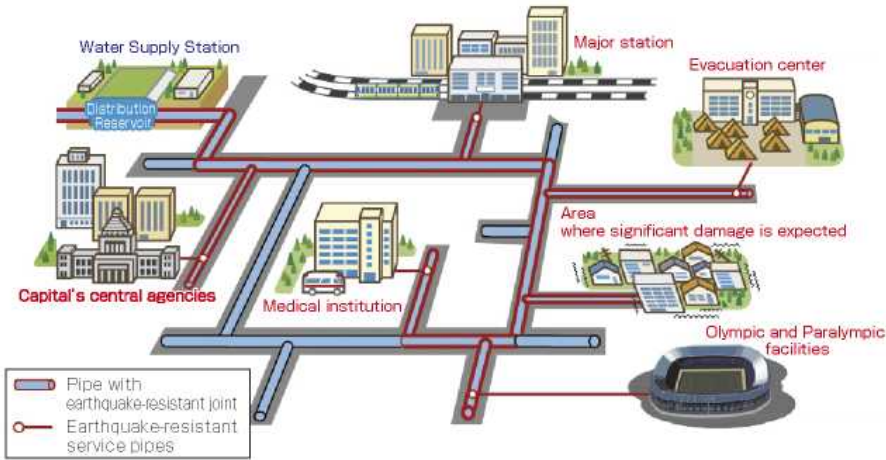 Water Supply Station
Distribution
Reservoir
Major station
Evacuation center
Area
where significant damage is expected
Capital's central agencies
Medical institution
Olympic and Paralympic
facilities
Pipe with
earthquake-resistant joint
Earthquake-resistant
service pipes